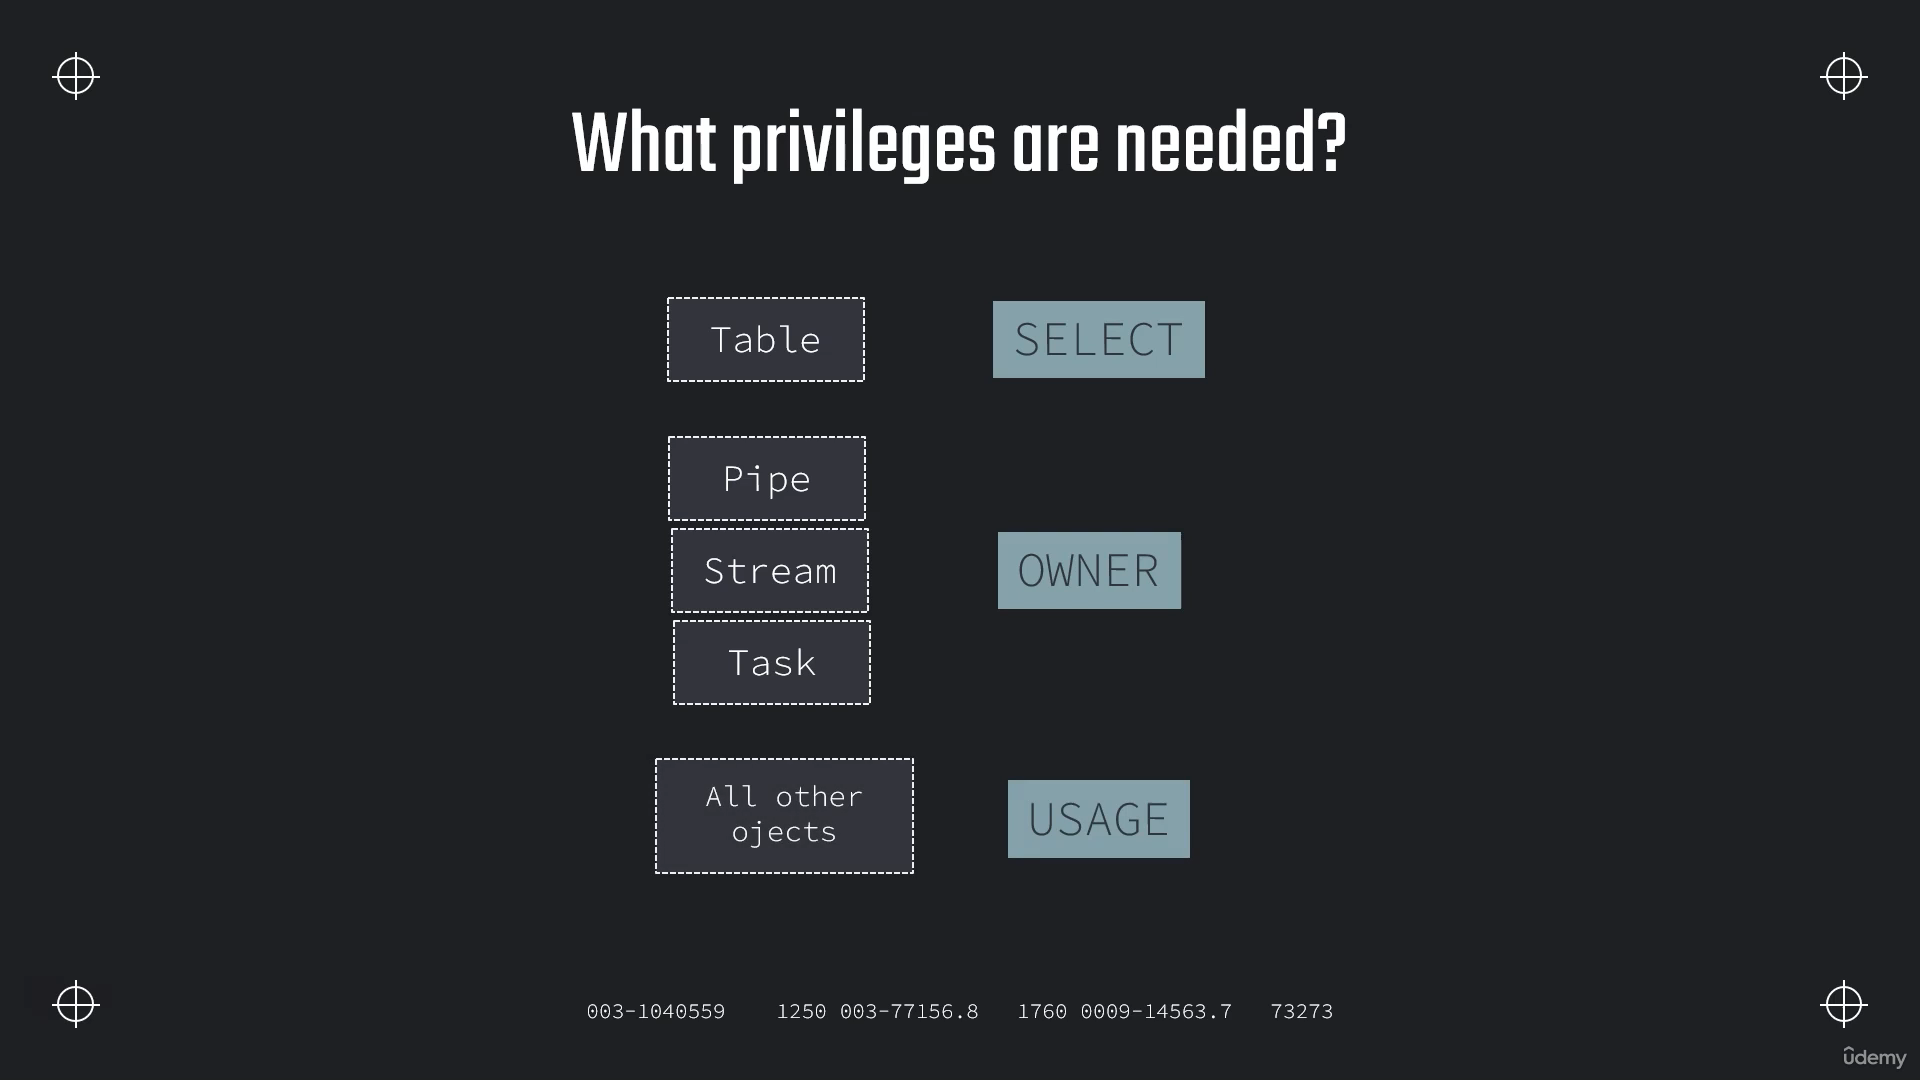 What privileges are needed?
Table
SELECT
Pipe
Stream
OWNER
Task
All other
ojects
USAGE
003-1040559 1250 003-77156.8 1760 0009-14563.7 73273
ûdemy